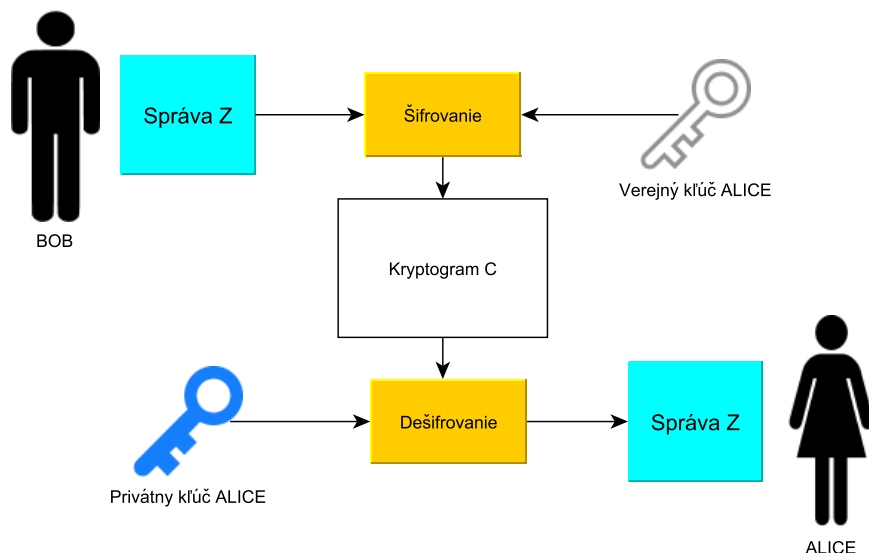 Správa Z
Šifrovanie
Verejný kľúč ALICE
BOB
Kryptogram C
Dešifrovanie
Správa Z
Privátny kľúč ALICE
ALICE